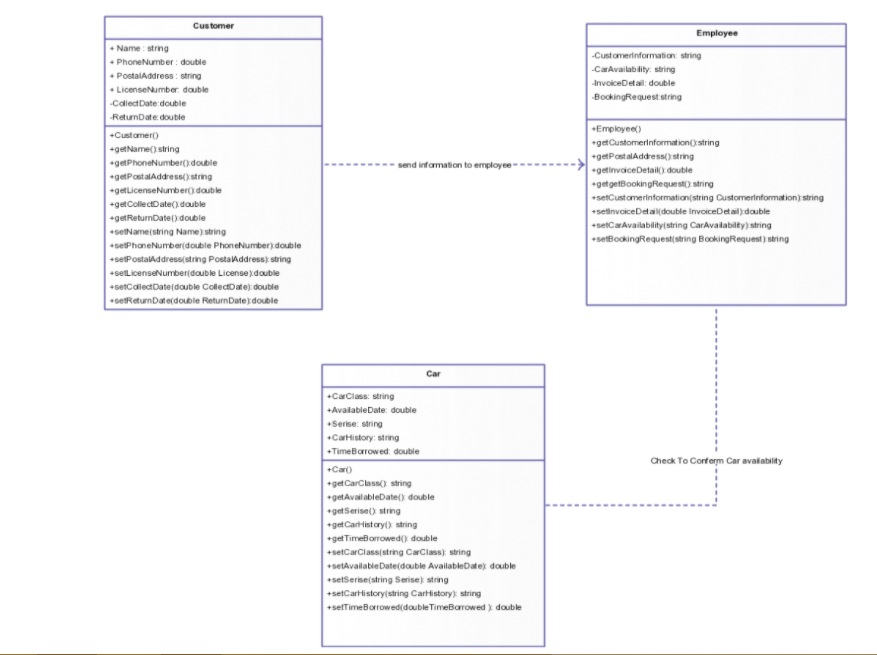 Customer
+ Name : string
+ PhoneNumber : double
+ PostalAddress : string
+ LicenseNumber: double
-CollectDate:double
-ReturnDate:double
+Customer()
+getName():string
+getPhoneNumber():double
+getPostalAddress():string
+getLicenseNumber():double
+getCollectDate():double
+getReturnDate():double
+setName(string Name):string
+setPhoneNumber(double PhoneNumber):double
+setPostalAddress(string PostalAddress):string
+setLicenseNumber(double License):double
+setCollectDate(double CollectDate):double
+setReturnDate(double ReturnDate):double
send information to employee
Employee
-CustomerInformation: string
-CarAvailability: string
-InvoiceDetail: double
-BookingRequest:string
+Employee()
+getCustomerInformation():string
+getPostalAddress():string
+getInvoiceDetail():double
+getgetBookingRequest():string
+setCustomerInformation(string CustomerInformation):string
+setInvoiceDetail(double InvoiceDetail):double
+setCarAvailability(string CarAvailability):string
+setBookingRequest(string BookingRequest):string
Car
+CarClass: string
+AvailableDate: double
+Serise: string
+CarHistory: string
+TimeBorrowed: double
+Car()
+getCarClass(): string
+getAvailableDate(): double
+getSerise(): string
+getCarHistory(): string
+getTimeBorrowed(): double
+setCarClass(string CarClass): string
+setAvailableDate(double AvailableDate): double
+setSerise(string Serise): string
+setCarHistory(string CarHistory): string
+setTimeBorrowed(doubleTimeBorrowed ): double
Check To Conferm Car availability